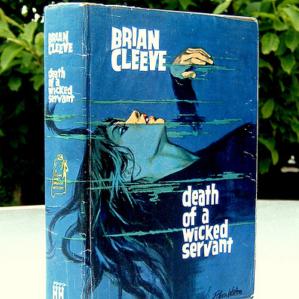 BRIAN
CLEEVE
death
of a
wicked
servant
BRIAN
CLEEVE
death
of a
wicked
servant